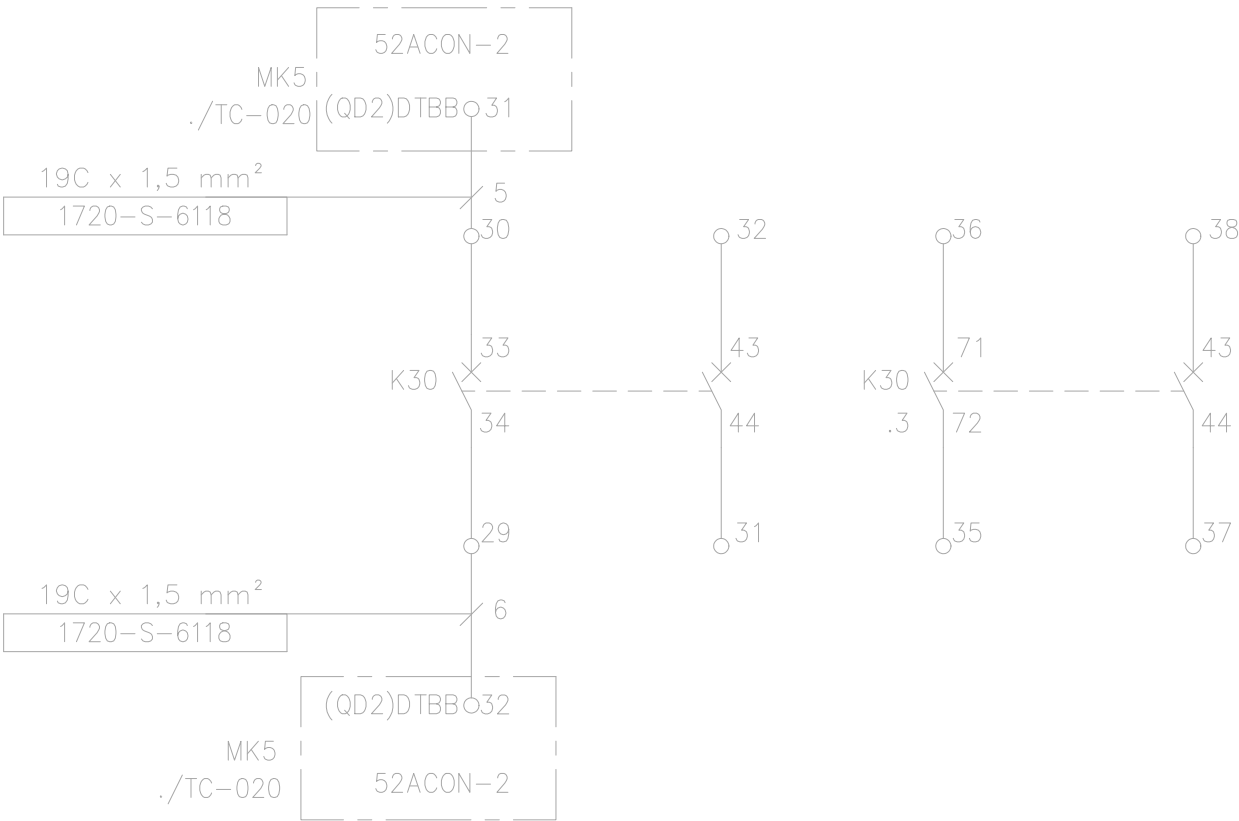 52ACON-2
MK5
./TC-020
(QD2)DTBB 31
19C x 1,5 mm²
1720-S-6118
5
30
32
36
38
33
43
71
43
K30
K30
34
44
.3
72
44
29
31
35
37
19C x 1,5 mm²
1720-S-6118
6
(QD2)DTBB 32
MK5
./TC-020
52ACON-2